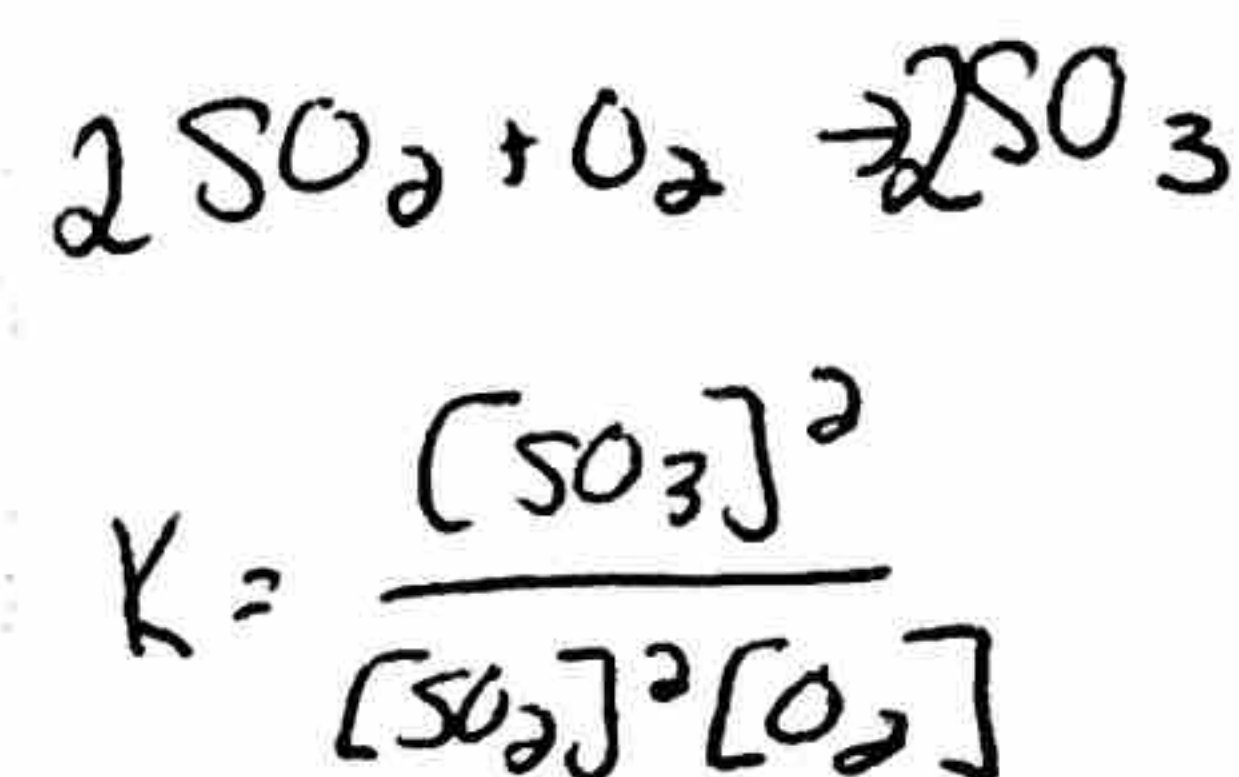 2SO₂ + O₂ → 2SO₃
K = [SO₃]² / [SO₂]²[O₂]